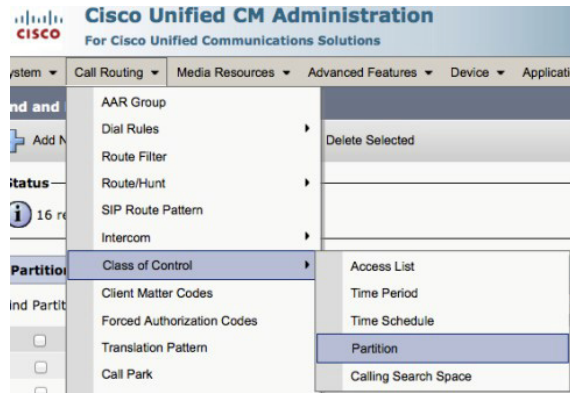 Cisco Unified CM Administration
CISCO
For Cisco Unified Communications Solutions
ystem Call Routing Media Resources Advanced Features Device Applicati
nd and
AAR Group
Add N
Dial Rules
Delete Selected
Route Filter
Status
Route/Hunt
i 16 re
SIP Route Pattern
Intercom
Partition
Class of Control
Access List
ind Partit
Client Matter Codes
Time Period
Forced Authorization Codes
Time Schedule
Translation Pattern
Partition
Call Park
Calling Search Space